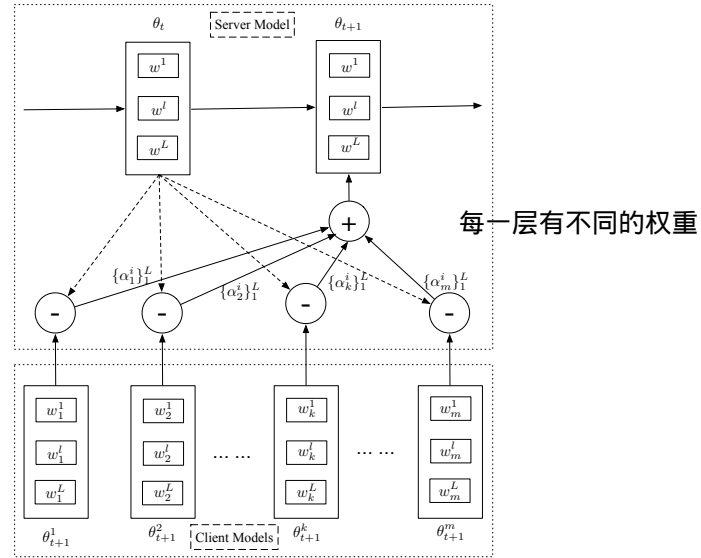 θ_t Server Model θ_{t+1}
w^1 w^1
w^l w^l
w^L w^L
+ 每一层有不同的权重
{α_1^i}_1^L {α_2^i}_1^L {α_k^i}_1^L {α_m^i}_1^L
- - - -
w_1^1 w_2^1 w_k^1 w_m^1
w_1^l w_2^l ... ... w_k^l ... ... w_m^l
w_1^L w_2^L w_k^L w_m^L
θ_{t+1}^1 θ_{t+1}^2 Client Models θ_{t+1}^k θ_{t+1}^m